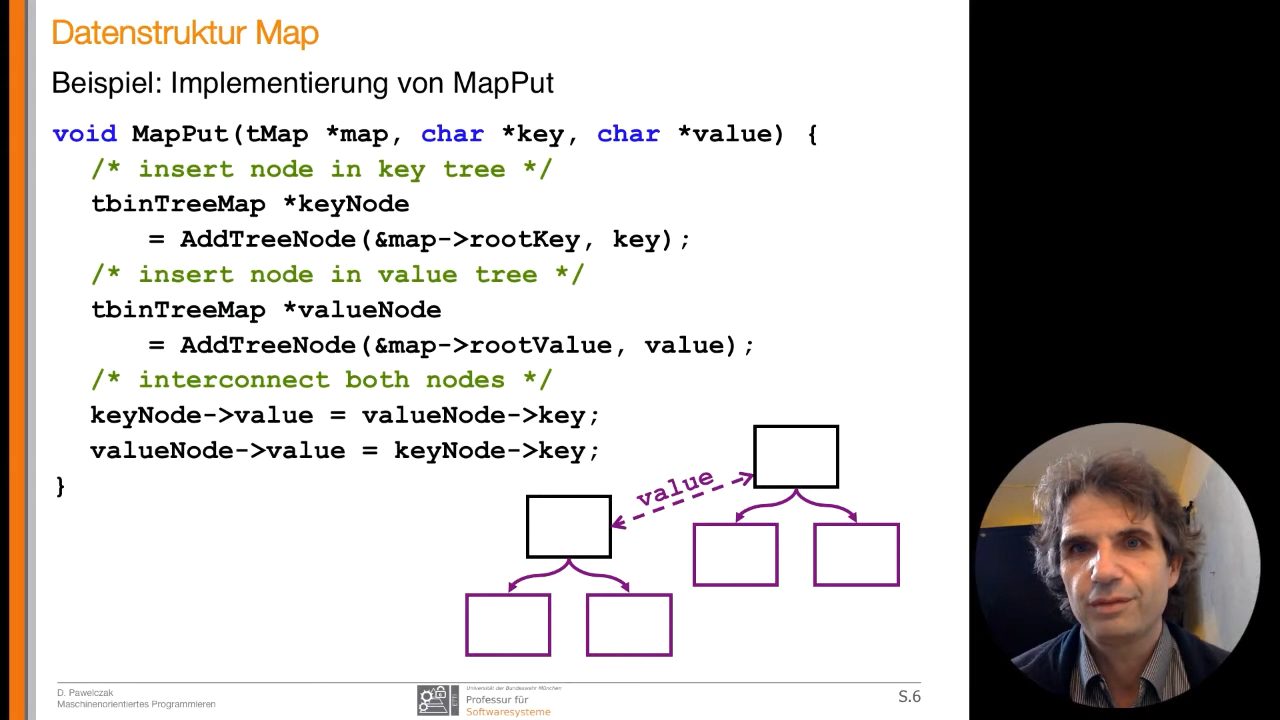 Datenstruktur Map
Beispiel: Implementierung von MapPut
void MapPut(tMap *map, char *key, char *value) {
/* insert node in key tree */
tbinTreeMap *keyNode
= AddTreeNode(&map->rootKey, key);
/* insert node in value tree */
tbinTreeMap *valueNode
= AddTreeNode(&map->rootValue, value);
/* interconnect both nodes */
keyNode->value = valueNode->key;
valueNode->value = keyNode->key;
}
value
D. Pawelczak
Maschinenorientiertes Programmieren
Universität der Bundeswehr München
Professur für
Softwaresysteme
S.6